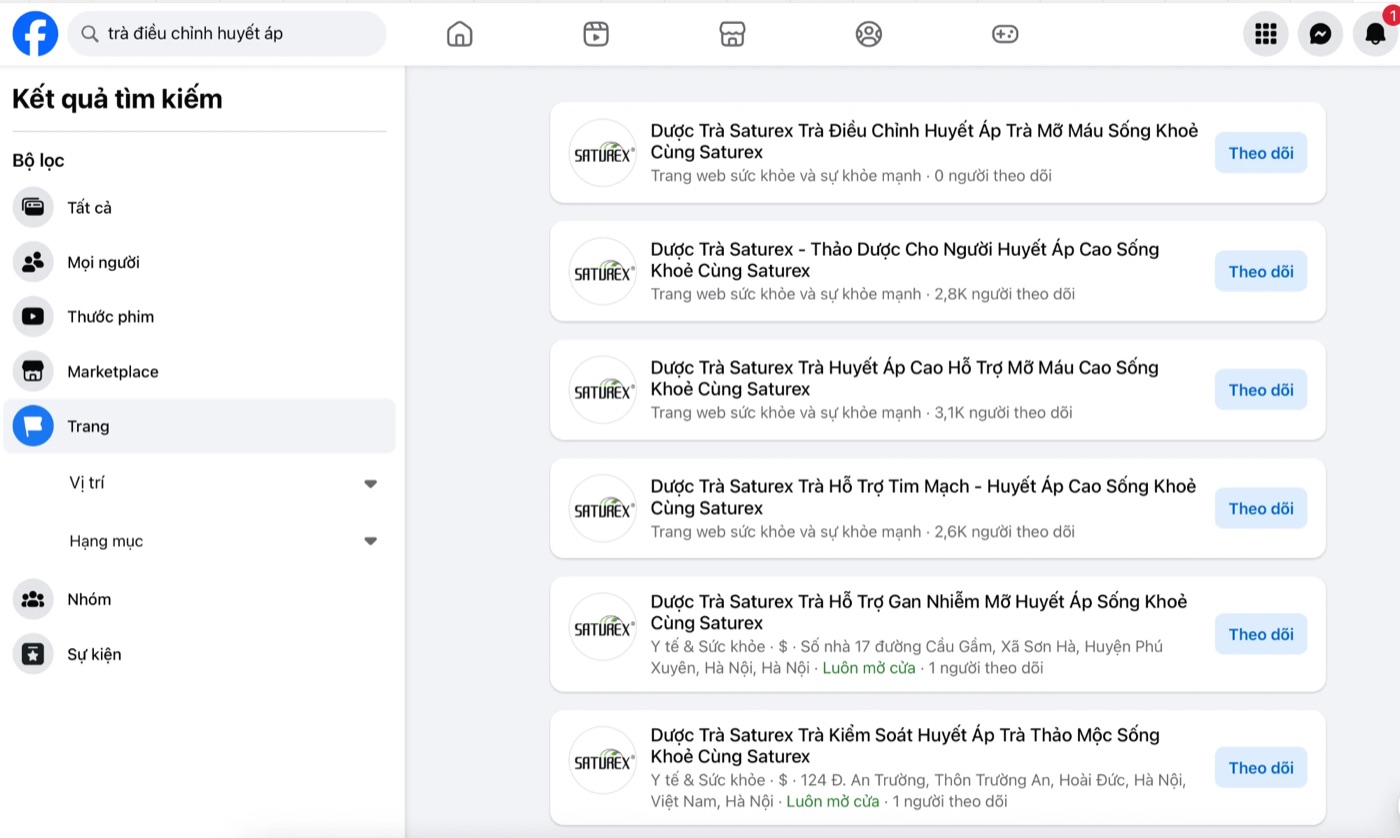 trà điều chỉnh huyết áp
1
Kết quả tìm kiếm
Bộ lọc
Tất cả
Mọi người
Thước phim
Marketplace
Trang
Vị trí
Hạng mục
Nhóm
Sự kiện
SATUREX®
Dược Trà Saturex Trà Điều Chỉnh Huyết Áp Trà Mỡ Máu Sống Khoẻ
Cùng Saturex
Trang web sức khỏe và sự khỏe mạnh · 0 người theo dõi
Theo dõi
SATUREX®
Dược Trà Saturex - Thảo Dược Cho Người Huyết Áp Cao Sống
Khoẻ Cùng Saturex
Trang web sức khỏe và sự khỏe mạnh · 2,8K người theo dõi
Theo dõi
SATUREX®
Dược Trà Saturex Trà Huyết Áp Cao Hỗ Trợ Mỡ Máu Cao Sống
Khoẻ Cùng Saturex
Trang web sức khỏe và sự khỏe mạnh · 3,1K người theo dõi
Theo dõi
SATUREX®
Dược Trà Saturex Trà Hỗ Trợ Tim Mạch - Huyết Áp Cao Sống Khoẻ
Cùng Saturex
Trang web sức khỏe và sự khỏe mạnh · 2,6K người theo dõi
Theo dõi
SATUREX®
Dược Trà Saturex Trà Hỗ Trợ Gan Nhiễm Mỡ Huyết Áp Sống Khoẻ
Cùng Saturex
Y tế & Sức khỏe · $ · Số nhà 17 đường Cầu Gầm, Xã Sơn Hà, Huyện Phú
Xuyên, Hà Nội, Hà Nội · Luôn mở cửa · 1 người theo dõi
Theo dõi
SATUREX®
Dược Trà Saturex Trà Kiểm Soát Huyết Áp Trà Thảo Mộc Sống
Khoẻ Cùng Saturex
Y tế & Sức khỏe · $ · 124 Đ. An Trường, Thôn Trường An, Hoài Đức, Hà Nội,
Việt Nam, Hà Nội · Luôn mở cửa · 1 người theo dõi
Theo dõi